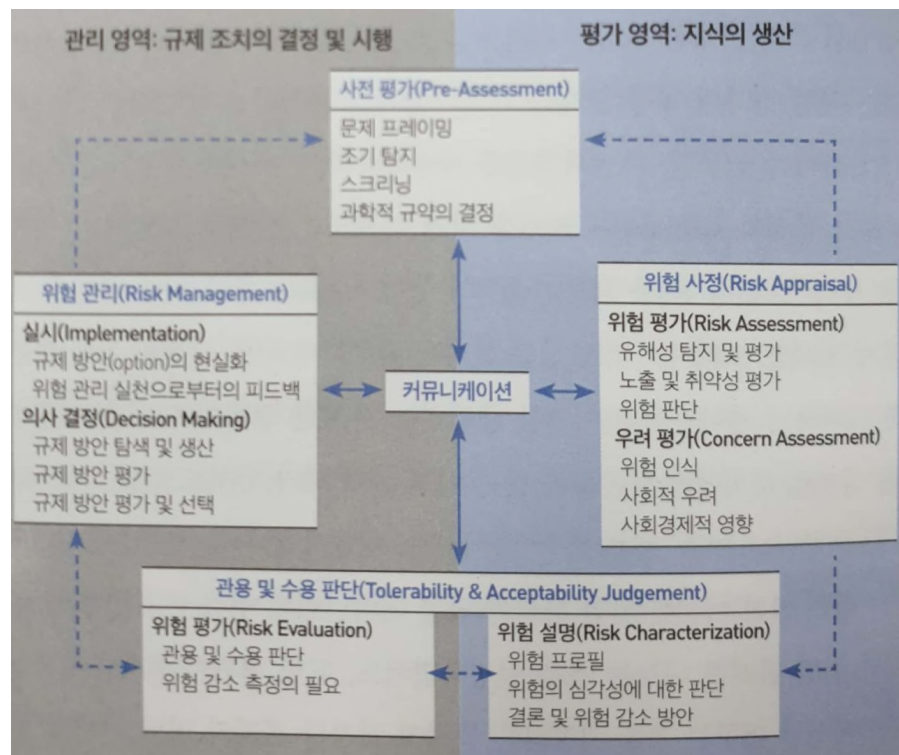 관리 영역: 규제 조치의 결정 및 시행
평가 영역: 지식의 생산
사전 평가(Pre-Assessment)
문제 프레이밍
조기 탐지
스크리닝
과학적 규약의 결정
위험 관리(Risk Management)
실시(Implementation)
규제 방안(option)의 현실화
위험 관리 실천으로부터의 피드백
의사 결정(Decision Making)
규제 방안 탐색 및 생산
규제 방안 평가
규제 방안 평가 및 선택
커뮤니케이션
위험 사정(Risk Appraisal)
위험 평가(Risk Assessment)
유해성 탐지 및 평가
노출 및 취약성 평가
위험 판단
우려 평가(Concern Assessment)
위험 인식
사회적 우려
사회경제적 영향
관용 및 수용 판단(Tolerability & Acceptability Judgement)
위험 평가(Risk Evaluation)
관용 및 수용 판단
위험 감소 측정의 필요
위험 설명(Risk Characterization)
위험 프로필
위험의 심각성에 대한 판단
결론 및 위험 감소 방안